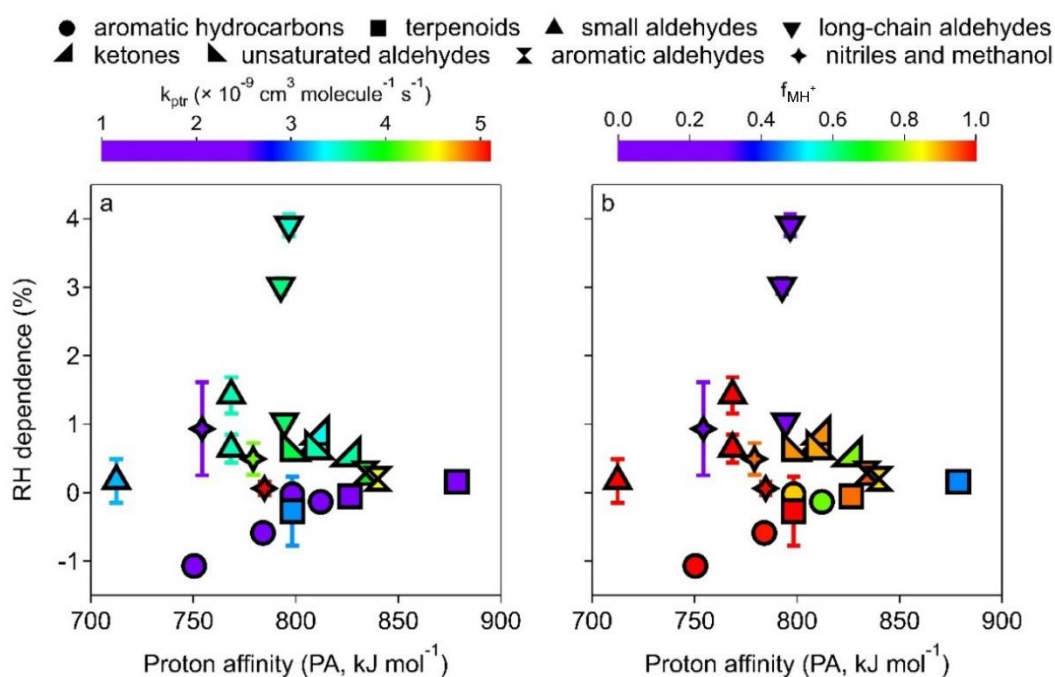 aromatic hydrocarbons terpenoids small aldehydes long-chain aldehydes
ketones unsaturated aldehydes aromatic aldehydes nitriles and methanol
k_ptr (× 10⁻⁹ cm³ molecule⁻¹ s⁻¹)
1 2 3 4 5
f_MH⁺
0.0 0.2 0.4 0.6 0.8 1.0
a
b
RH dependence (%)
4
3
2
1
0
-1
700 750 800 850 900
700 750 800 850 900
Proton affinity (PA, kJ mol⁻¹)
Proton affinity (PA, kJ mol⁻¹)